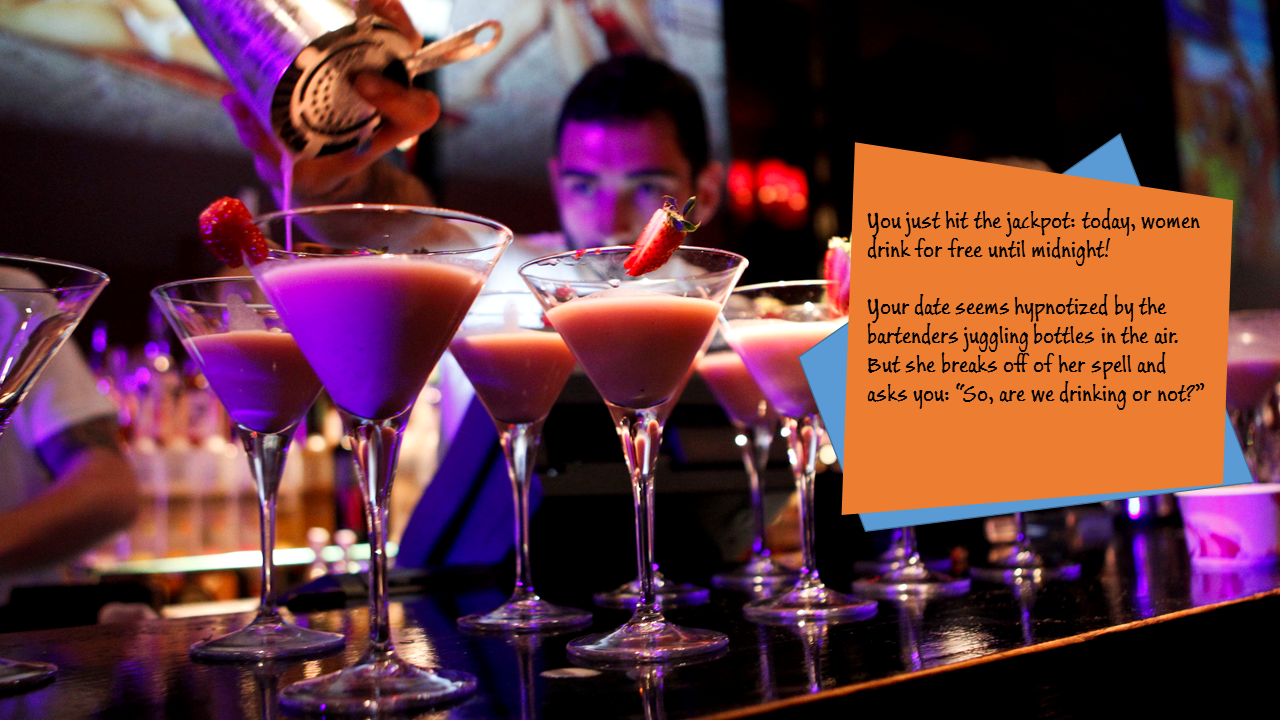 You just hit the jackpot: today, women
drink for free until midnight!
Your date seems hypnotized by the
bartenders juggling bottles in the air.
But she breaks off of her spell and
asks you: “So, are we drinking or not?”